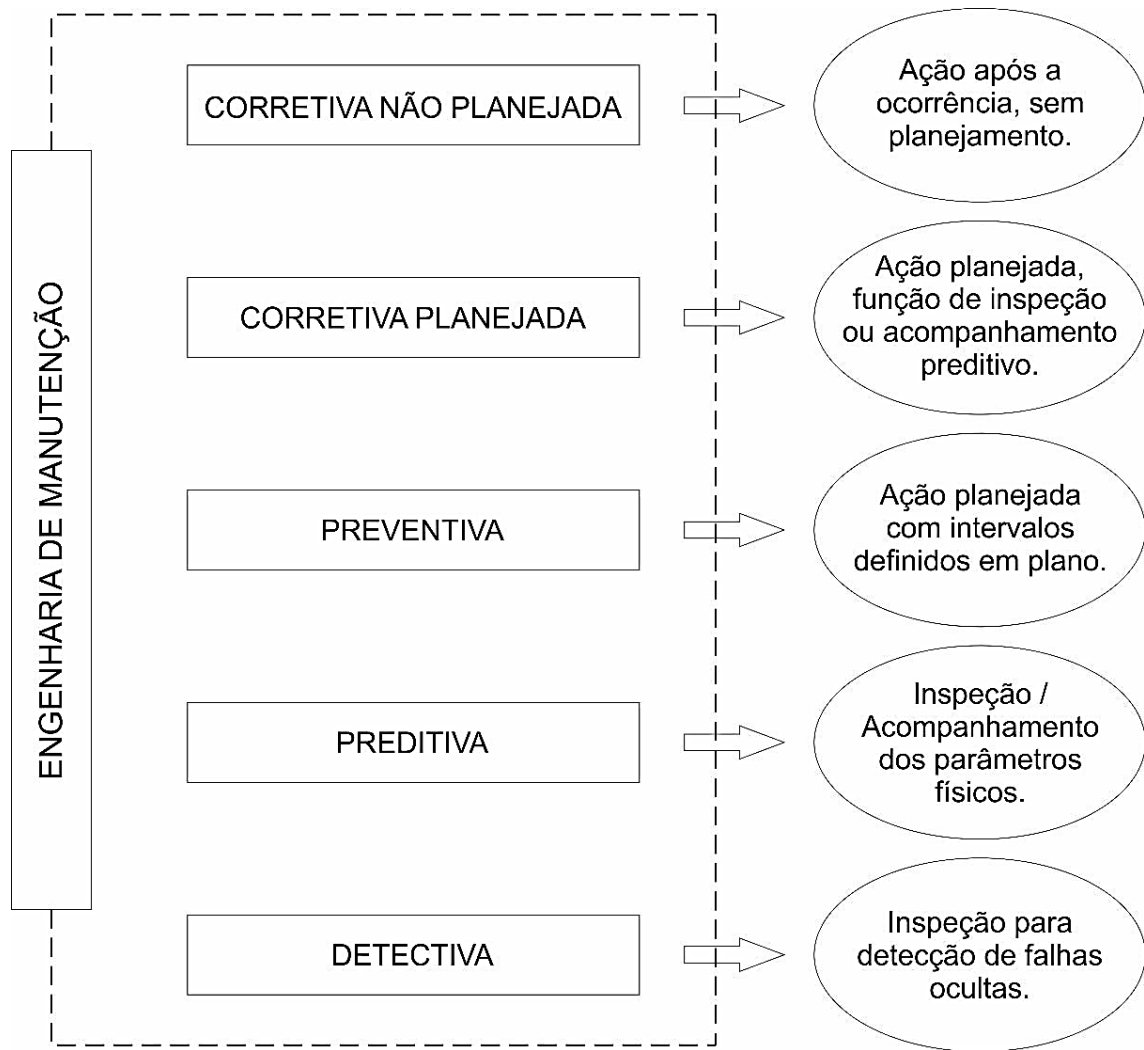 ENGENHARIA DE MANUTENÇÃO
CORRETIVA NÃO PLANEJADA
Ação após a
ocorrência, sem
planejamento.
CORRETIVA PLANEJADA
Ação planejada,
função de inspeção
ou acompanhamento
preditivo.
PREVENTIVA
Ação planejada
com intervalos
definidos em plano.
PREDITIVA
Inspeção /
Acompanhamento
dos parâmetros
físicos.
DETECTIVA
Inspeção para
detecção de falhas
ocultas.